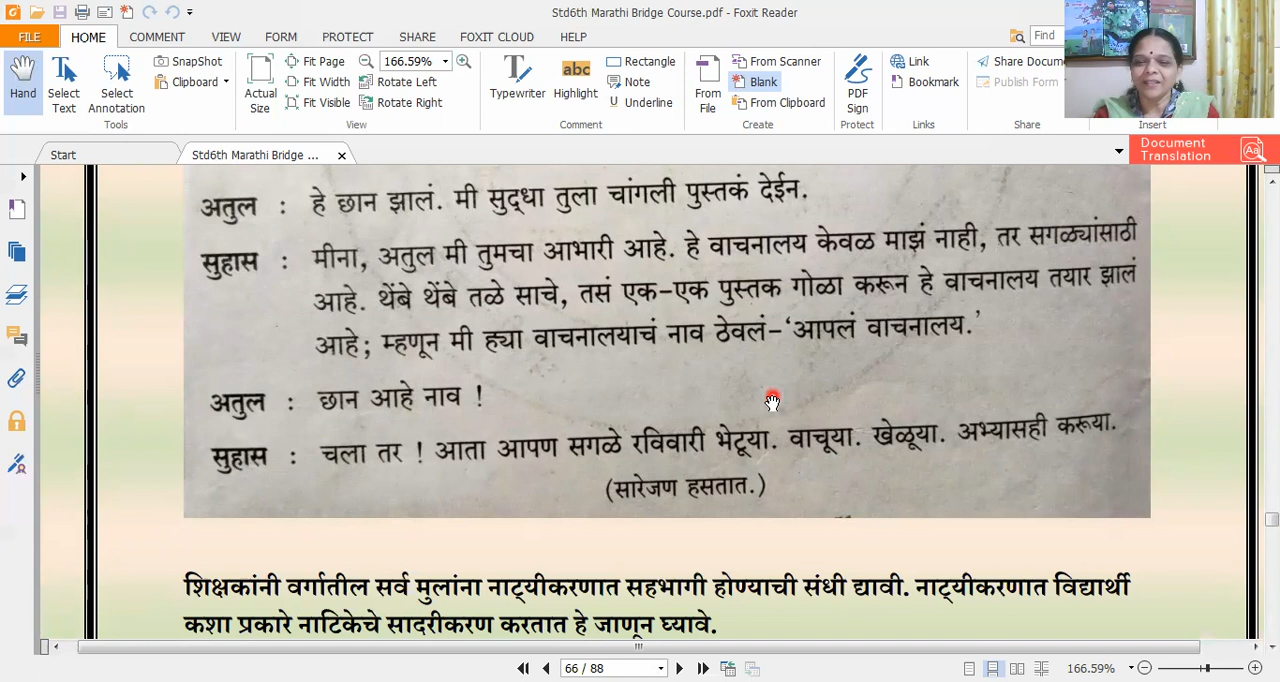 Std6th Marathi Bridge Course.pdf - Foxit Reader
FILE HOME COMMENT VIEW FORM PROTECT SHARE FOXIT CLOUD HELP Find
Hand Select Text Select Annotation SnapShot Clipboard Tools
Actual Size Fit Page Fit Width Fit Visible 166.59% Rotate Left Rotate Right View
Typewriter Highlight Rectangle Note Underline Comment
From File From Scanner Blank From Clipboard Create
PDF Sign Protect
Link Bookmark Links
Share Docum Publish Form Share
Insert
Start Std6th Marathi Bridge ...
Document Translation
अतुल : हे छान झालं. मी सुद्धा तुला चांगली पुस्तकं देईन.
सुहास : मीना, अतुल मी तुमचा आभारी आहे. हे वाचनालय केवळ माझं नाही, तर सगळ्यांसाठी
आहे. थेंबे थेंबे तळे साचे, तसं एक-एक पुस्तक गोळा करून हे वाचनालय तयार झालं
आहे; म्हणून मी ह्या वाचनालयाचं नाव ठेवलं-‘आपलं वाचनालय.’
अतुल : छान आहे नाव !
सुहास : चला तर ! आता आपण सगळे रविवारी भेटूया. वाचूया. खेळूया. अभ्यासही करूया.
(सारेजण हसतात.)
शिक्षकांनी वर्गातील सर्व मुलांना नाट्यीकरणात सहभागी होण्याची संधी द्यावी. नाट्यीकरणात विद्यार्थी
कशा प्रकारे नाटिकेचे सादरीकरण करतात हे जाणून घ्यावे.
66 / 88 166.59%